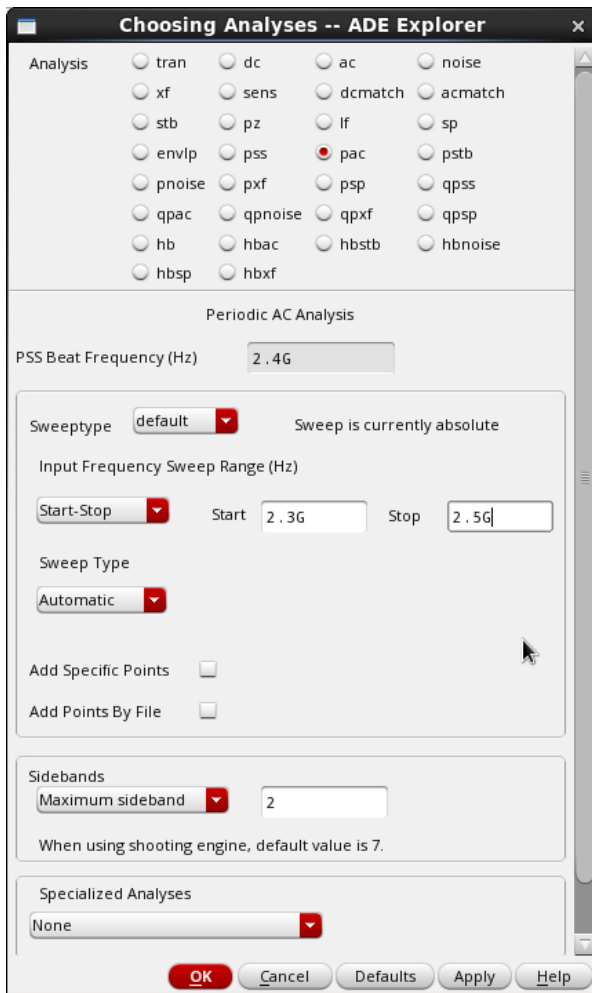 Choosing Analyses -- ADE Explorer
Analysis tran dc ac noise
xf sens dcmatch acmatch
stb pz lf sp
envlp pss pac pstb
pnoise pxf psp qpss
qpac qpnoise qpxf qpsp
hb hbac hbstb hbnoise
hbsp hbxf
Periodic AC Analysis
PSS Beat Frequency (Hz) 2.4G
Sweeptype default Sweep is currently absolute
Input Frequency Sweep Range (Hz)
Start-Stop Start 2.3G Stop 2.5G
Sweep Type
Automatic
Add Specific Points
Add Points By File
Sidebands
Maximum sideband 2
When using shooting engine, default value is 7.
Specialized Analyses
None
OK Cancel Defaults Apply Help